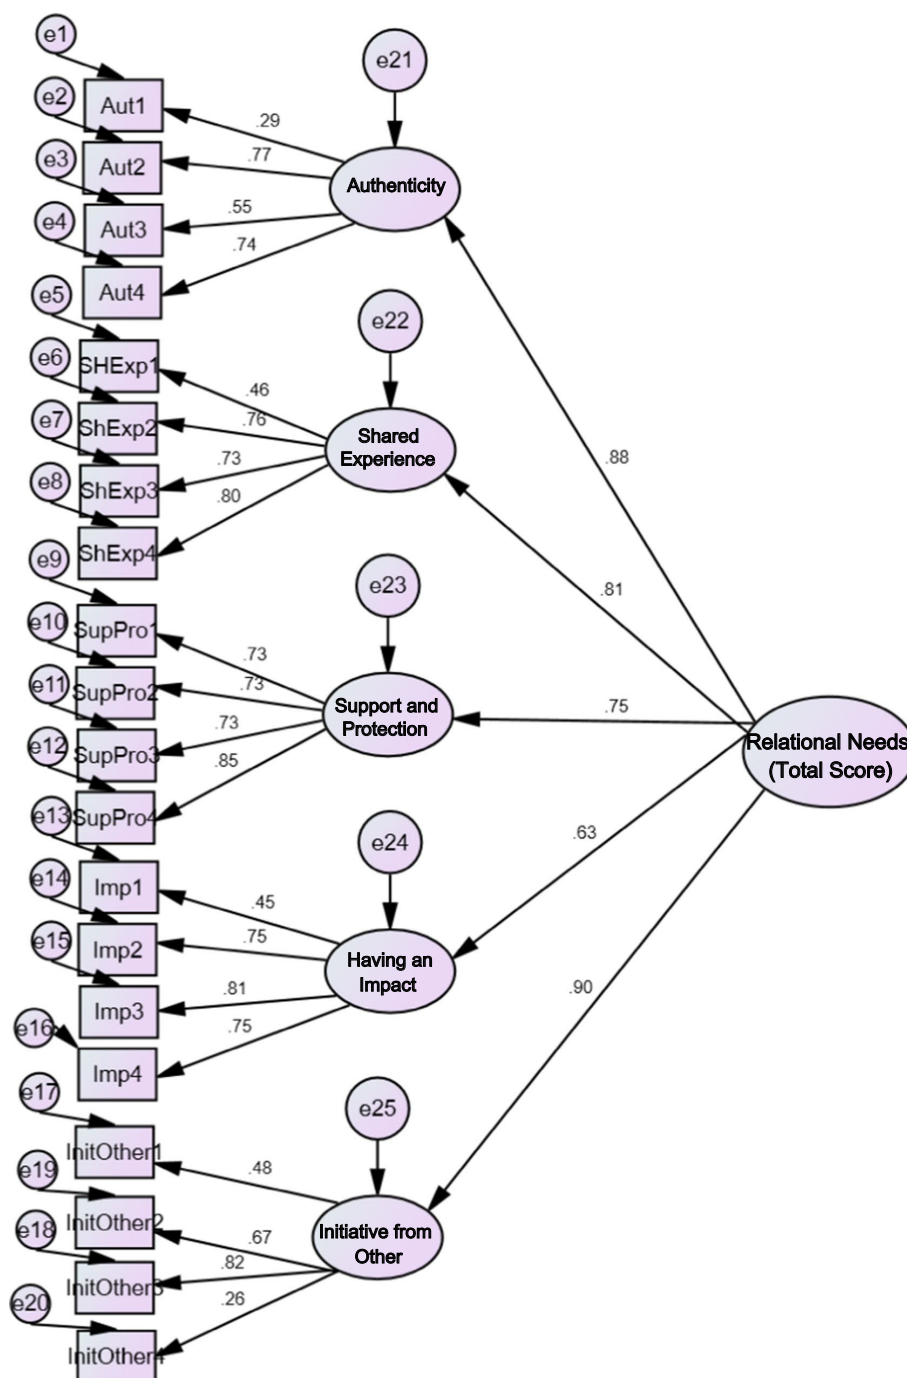 e1
e21
Aut1
e2
.29
Aut2
.77
e3
Authenticity
Aut3
.55
e4
.74
Aut4
e5
e22
SHExp1
e6
.46
ShExp2
.76
e7
Shared
Experience
ShExp3
.73
.88
e8
.80
ShExp4
e9
e23
.81
SupPro1
e10
.73
SupPro2
.73
e11
Support and
Protection
.75
SupPro3
.73
e12
.85
Relational Needs
(Total Score)
SupPro4
e13
e24
.63
Imp1
e14
.45
Imp2
.75
e15
Having an
Impact
Imp3
.81
.90
e16
.75
Imp4
e17
e25
InitOther1
e19
.48
InitOther2
.67
e18
Initiative from
Other
InitOther3
.82
e20
.26
InitOther4